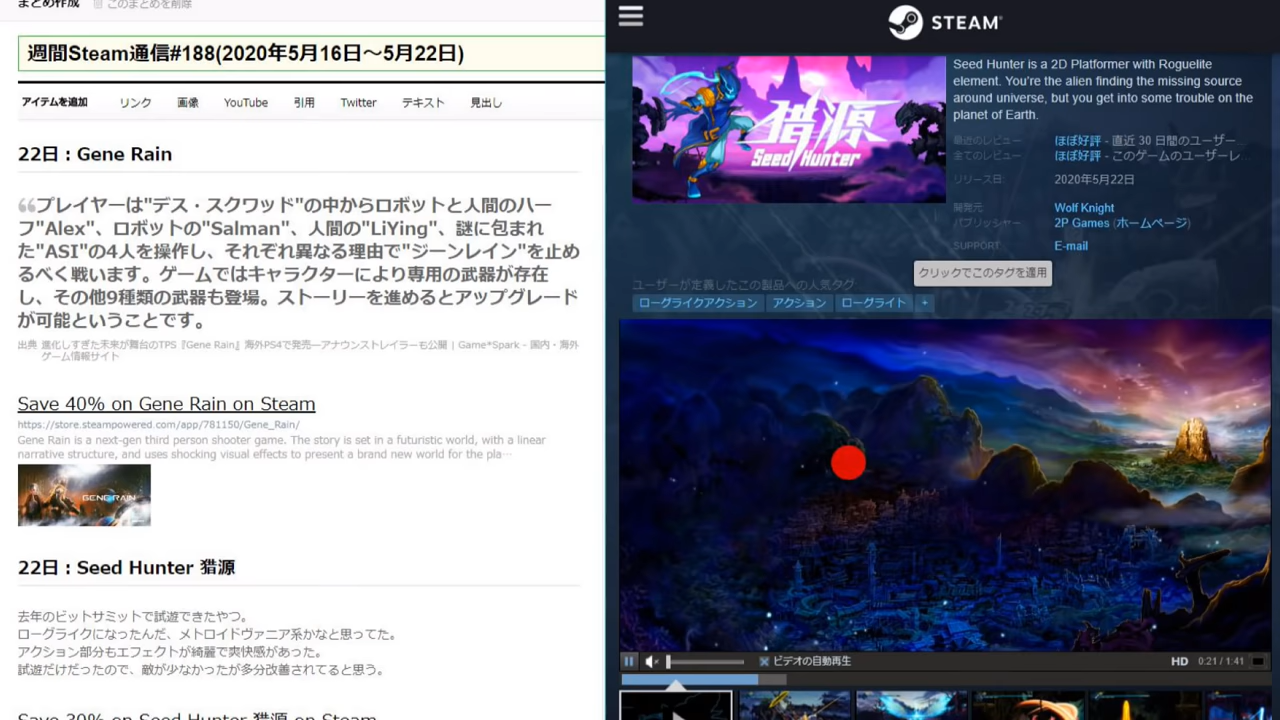 まとめ作成 このまとめを削除
週間Steam通信#188(2020年5月16日～5月22日)
アイテムを追加 リンク 画像 YouTube 引用 Twitter テキスト 見出し
22日 : Gene Rain
プレイヤーは"デス・スクワッド"の中からロボットと人間のハー
フ"Alex"、ロボットの"Salman"、人間の"LiYing"、謎に包まれ
た"ASI"の4人を操作し、それぞれ異なる理由で"ジーンレイン"を止め
るべく戦います。ゲームではキャラクターにより専用の武器が存在
し、その他9種類の武器も登場。ストーリーを進めるとアップグレード
が可能ということです。
出典 進化しすぎた未来が舞台のTPS『Gene Rain』海外PS4で発売―アナウンストレイラーも公開 | Game*Spark - 国内・海外
ゲーム情報サイト
Save 40% on Gene Rain on Steam
https://store.steampowered.com/app/781150/Gene_Rain/
Gene Rain is a next-gen third person shooter game. The story is set in a futuristic world, with a linear
narrative structure, and uses shocking visual effects to present a brand new world for the pla…
GENE RAIN
22日 : Seed Hunter 猎源
去年のビットサミットで試遊できたやつ。
ローグライクになったんだ、メトロイドヴァニア系かなと思ってた。
アクション部分もエフェクトが綺麗で爽快感があった。
試遊だけだったので、敵が少なかったが多分改善されてると思う。
Save 30% on Seed Hunter 猎源 on Steam
STEAM
猎源
Seed Hunter
Seed Hunter is a 2D Platformer with Roguelite
element. You're the alien finding the missing source
around universe, but you get into some trouble on the
planet of Earth.
最近のレビュー ほぼ好評 - 直近 30 日間のユーザー...
全てのレビュー ほぼ好評 - このゲームのユーザーレ...
リリース日: 2020年5月22日
開発元 Wolf Knight
パブリッシャー 2P Games (ホームページ)
SUPPORT: E-mail
クリックでこのタグを適用
ユーザーが定義したこの製品への人気タグ
ローグライクアクション アクション ローグライト +
ビデオの自動再生 HD 0:21 / 1:41